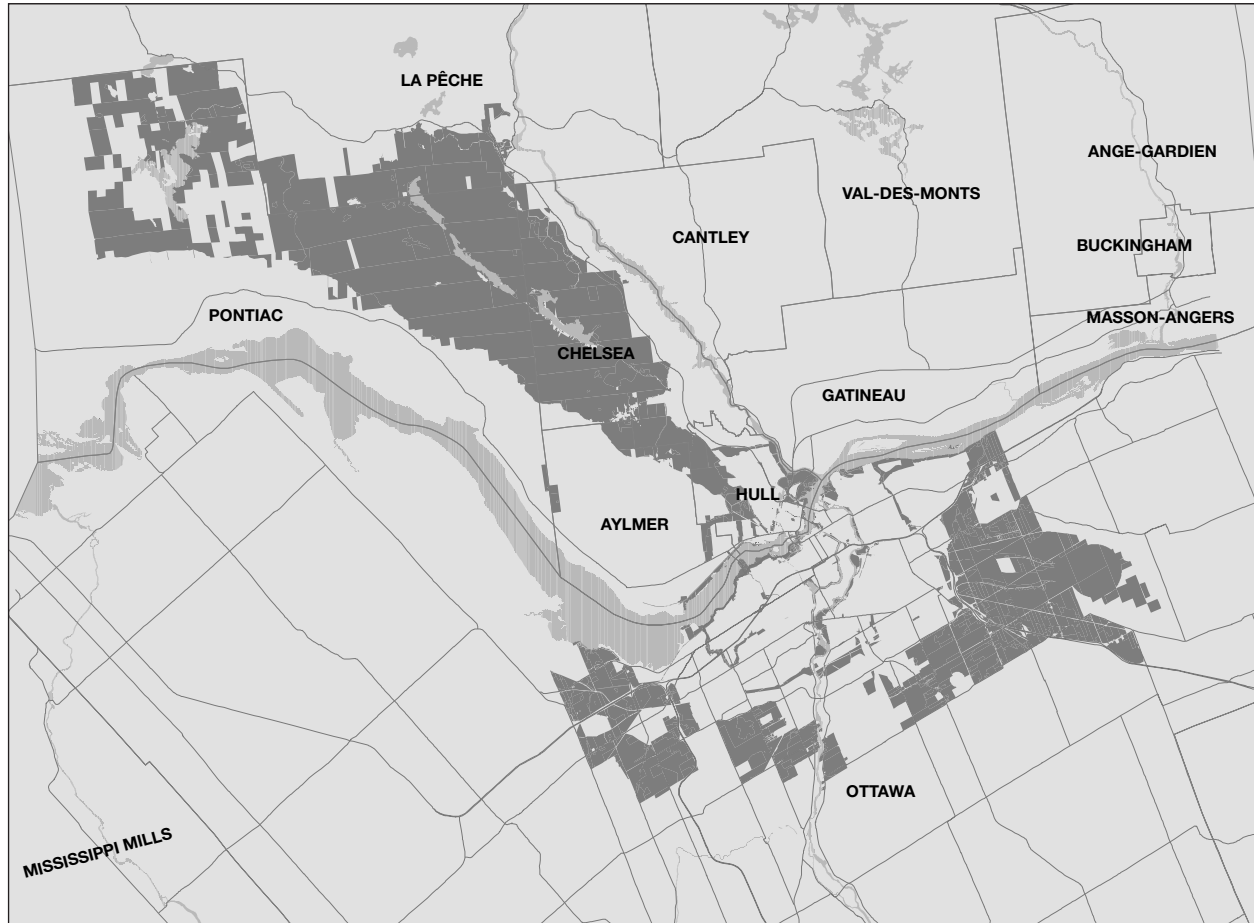 LA PÊCHE
ANGE-GARDIEN
VAL-DES-MONTS
CANTLEY
BUCKINGHAM
PONTIAC
MASSON-ANGERS
CHELSEA
GATINEAU
HULL
AYLMER
OTTAWA
MISSISSIPPI MILLS